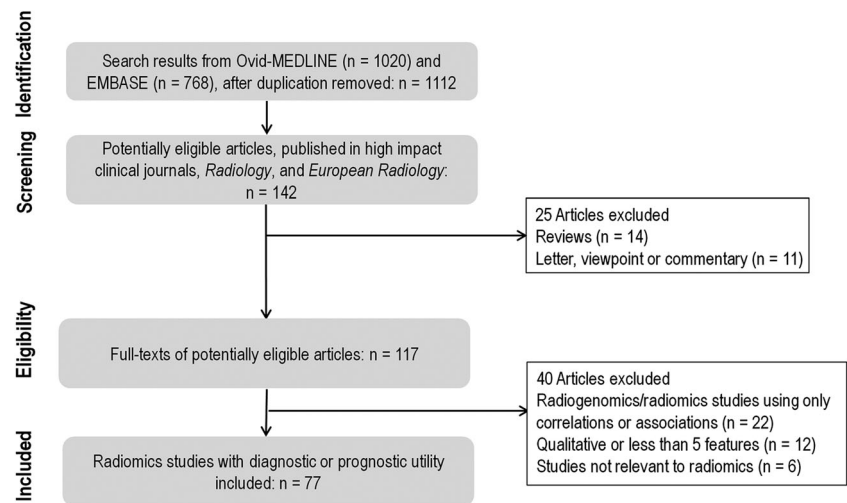 Identification
Search results from Ovid-MEDLINE (n = 1020) and
EMBASE (n = 768), after duplication removed: n = 1112
Screening
Potentially eligible articles, published in high impact
clinical journals, Radiology, and European Radiology:
n = 142
25 Articles excluded
Reviews (n = 14)
Letter, viewpoint or commentary (n = 11)
Eligibility
Full-texts of potentially eligible articles: n = 117
40 Articles excluded
Radiogenomics/radiomics studies using only
correlations or associations (n = 22)
Qualitative or less than 5 features (n = 12)
Studies not relevant to radiomics (n = 6)
Included
Radiomics studies with diagnostic or prognostic utility
included: n = 77